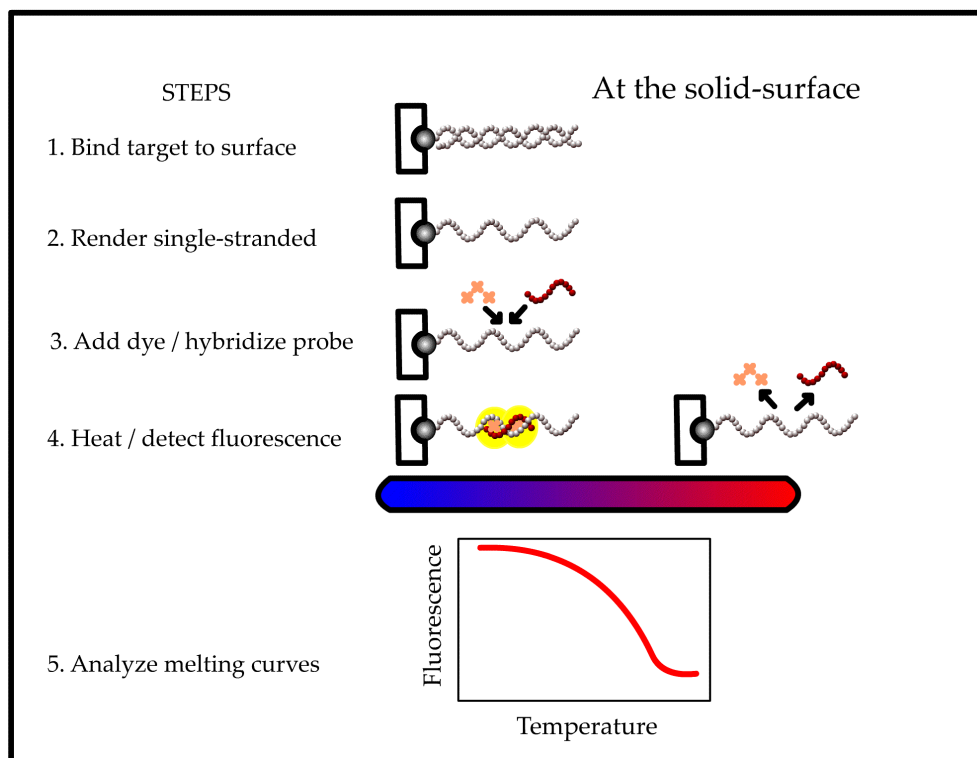 STEPS
At the solid-surface
1. Bind target to surface
2. Render single-stranded
3. Add dye / hybridize probe
4. Heat / detect fluorescence
5. Analyze melting curves
Fluorescence
Temperature